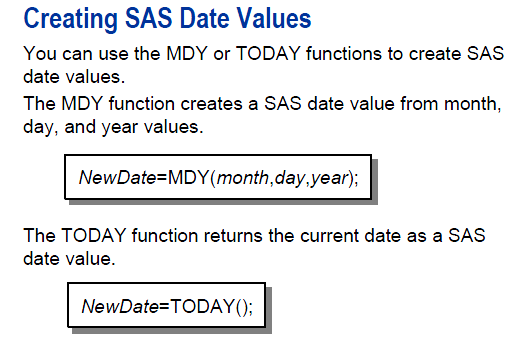 Creating SAS Date Values
You can use the MDY or TODAY functions to create SAS
date values.
The MDY function creates a SAS date value from month,
day, and year values.
NewDate=MDY(month,day,year);
The TODAY function returns the current date as a SAS
date value.
NewDate=TODAY();